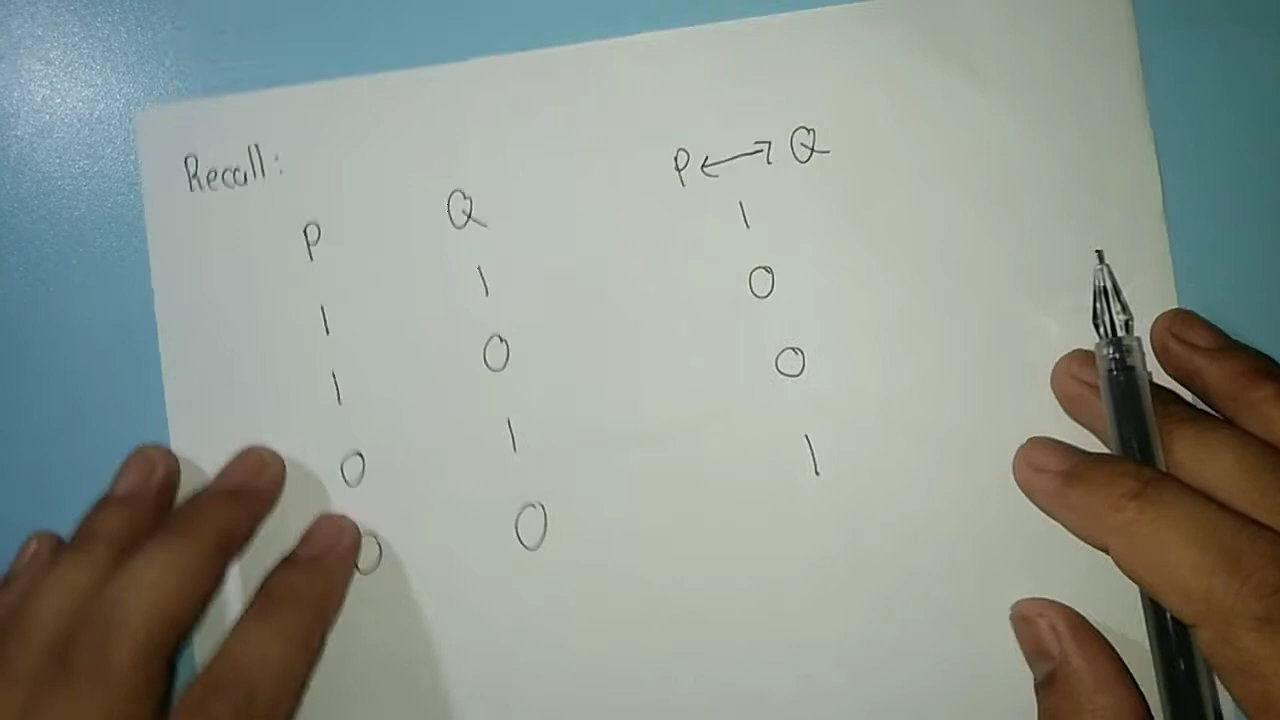 Recall:
P Q P ↔ Q
1 1 1
1 0 0
0 1 0
0 0 1